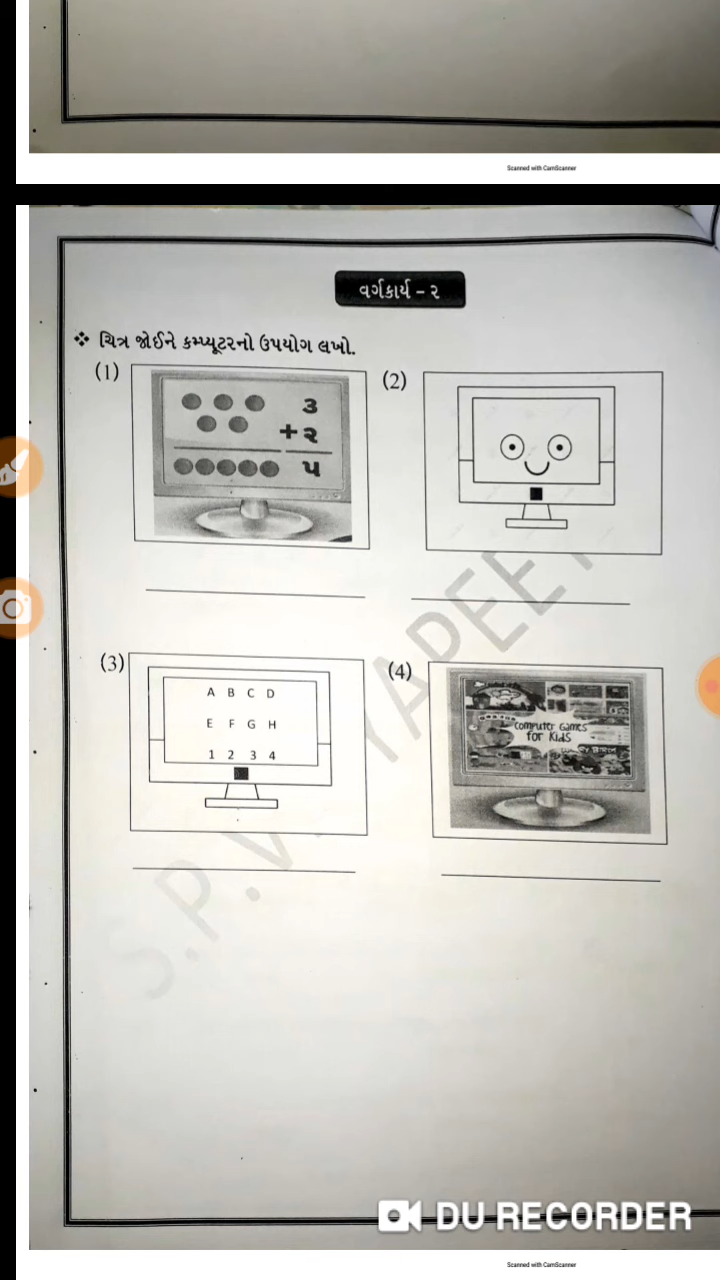 Scanned with CamScanner
વર્ગકાર્ય – ૨
❖ ચિત્ર જોઈને કમ્પ્યૂટરનો ઉપયોગ લખો.
(1)
૩
+ ૨
૫
(2)
(3)
A B C D
E F G H
1 2 3 4
(4)
Computer Games
for Kids
S.P.V
YAPEE
DU RECORDER
Scanned with CamScanner